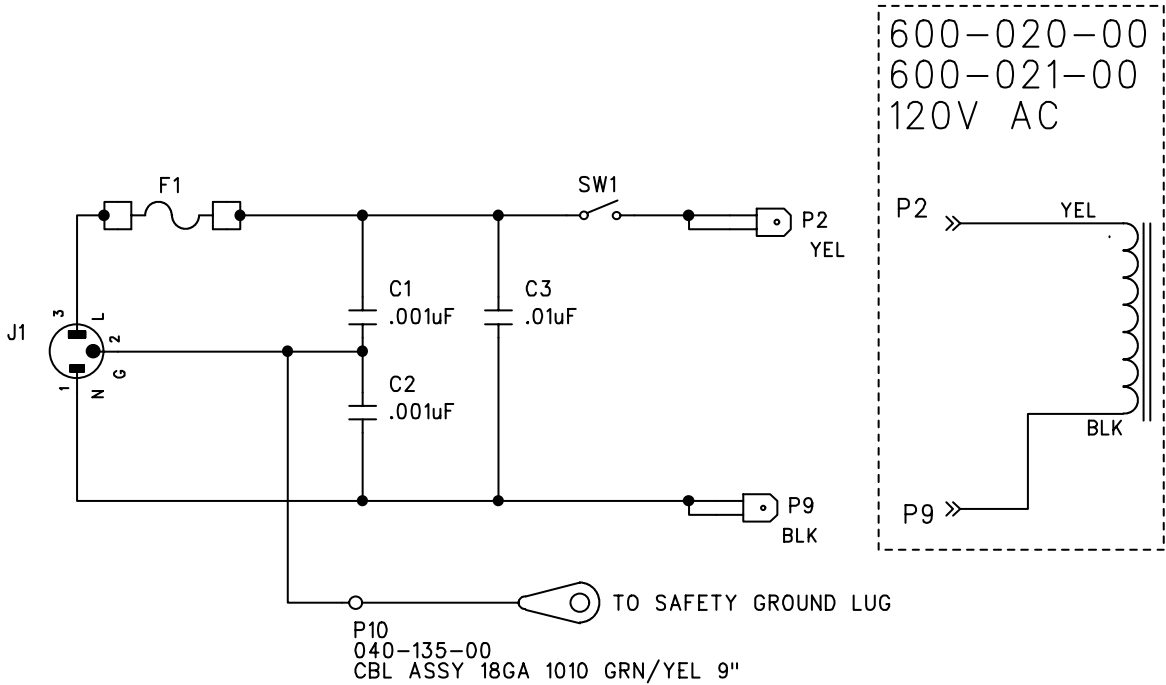 600-020-00
600-021-00
120V AC
F1
SW1
P2
YEL
P2
YEL
C1
.001uF
C3
.01uF
J1
3
L
2
G
1
N
C2
.001uF
BLK
P9
BLK
P9
TO SAFETY GROUND LUG
P10
040-135-00
CBL ASSY 18GA 1010 GRN/YEL 9"